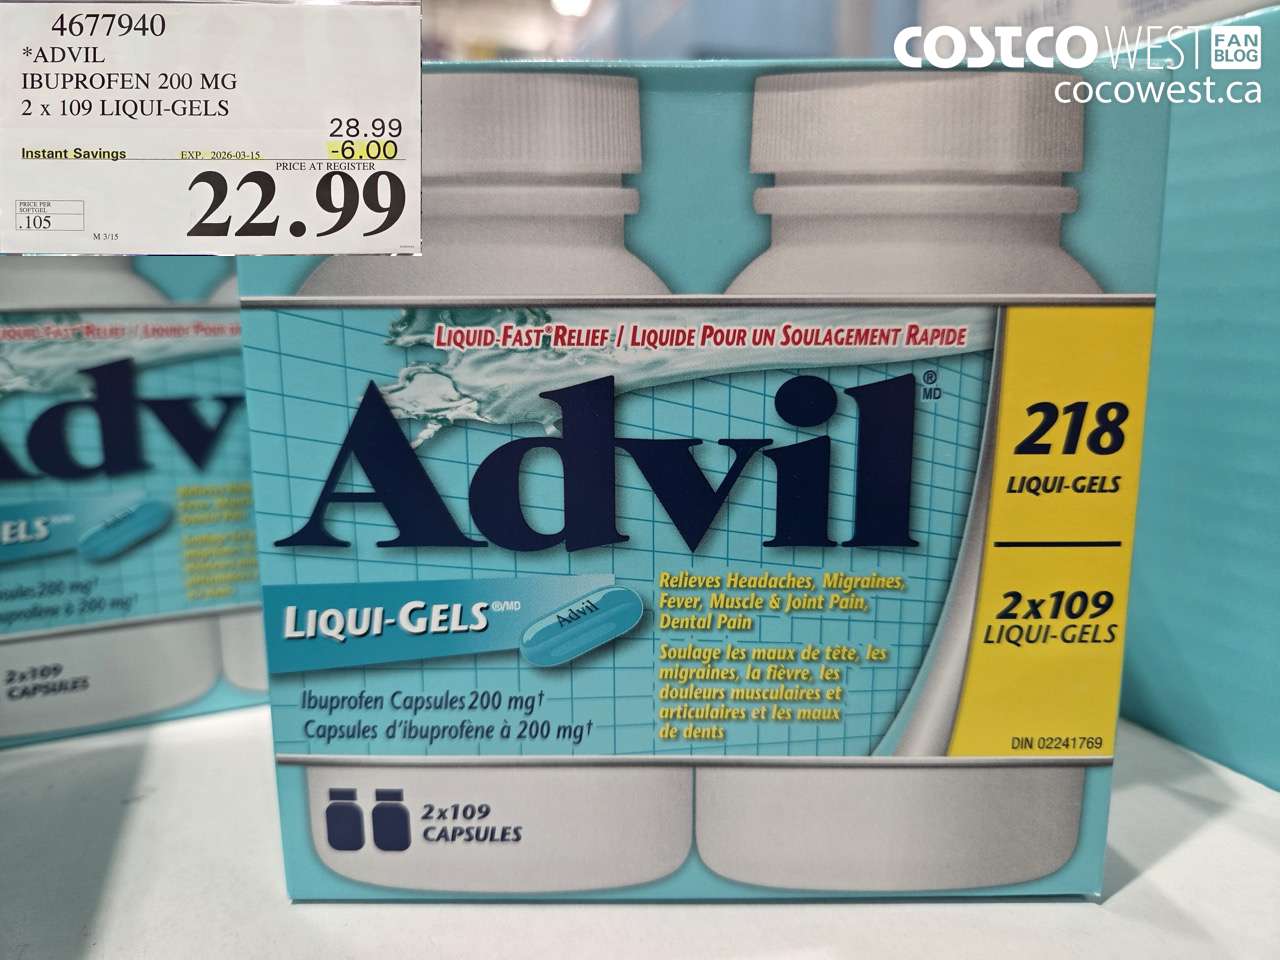 4677940
*ADVIL
IBUPROFEN 200 MG
2 x 109 LIQUI-GELS
28.99
Instant Savings EXP. 2026-03-15 -6.00
PRICE AT REGISTER
22.99
PRICE PER
SOFTGEL
.105
M 3/15
COSTCO WEST FAN BLOG
cocowest.ca
LIQUID-FAST® RELIEF / LIQUIDE POUR UN SOULAGEMENT RAPIDE
Advil ®
MD
218
LIQUI-GELS
2x109
LIQUI-GELS
DIN 02241769
LIQUI-GELS®/MD
Advil
Relieves Headaches, Migraines,
Fever, Muscle & Joint Pain,
Dental Pain
Soulage les maux de tête, les
migraines, la fièvre, les
douleurs musculaires et
articulaires et les maux
de dents
Ibuprofen Capsules 200 mg†
Capsules d'ibuprofène à 200 mg†
2x109
CAPSULES
Adv
ELS
Advil
2x109
CAPSULES